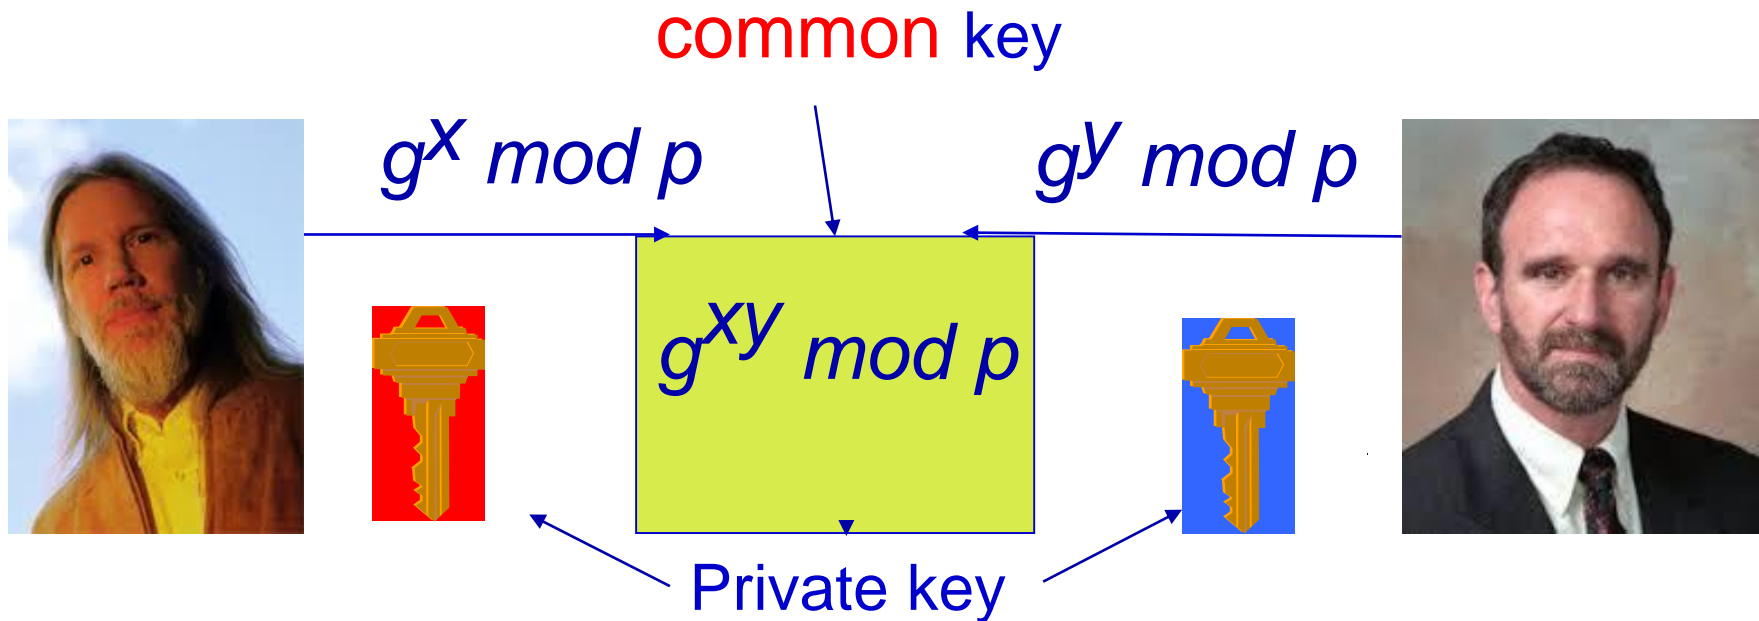 common key
g^x mod p
g^y mod p
g^xy mod p
Private key